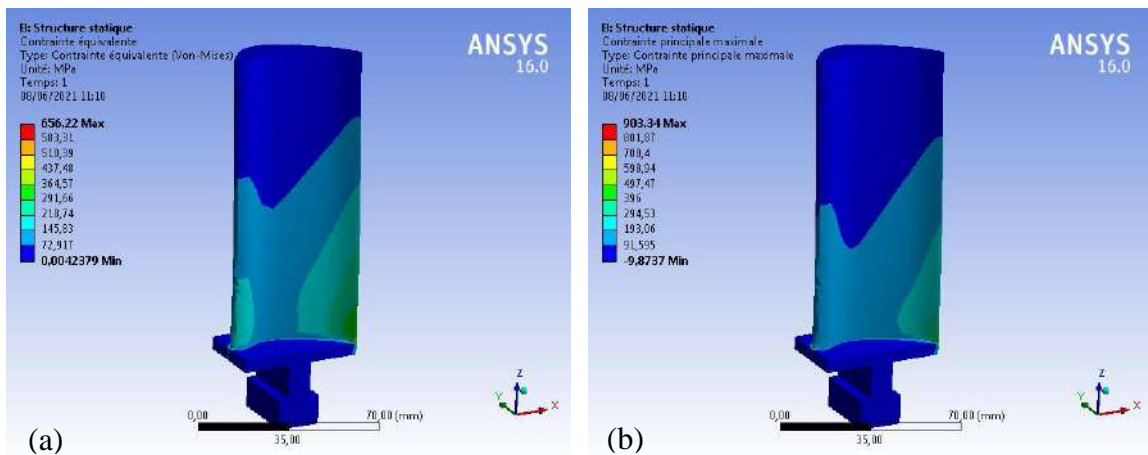 B: Structure statique
Contrainte équivalente
Type: Contrainte équivalente (Von-Mises)
Unité: MPa
Temps: 1
08/06/2021 11:10
656.22 Max
583,31
510,39
437,48
364,57
291,66
218,74
145,83
72,917
0,0042379 Min
ANSYS
16.0
Z
Y
X
0,00
70,00 (mm)
35,00
(a)
B: Structure statique
Contrainte principale maximale
Type: Contrainte principale maximale
Unité: MPa
Temps: 1
08/06/2021 11:10
903.34 Max
801,87
700,4
598,94
497,47
396
294,53
193,06
91,595
-9,8737 Min
ANSYS
16.0
Z
Y
X
0,00
70,00 (mm)
35,00
(b)